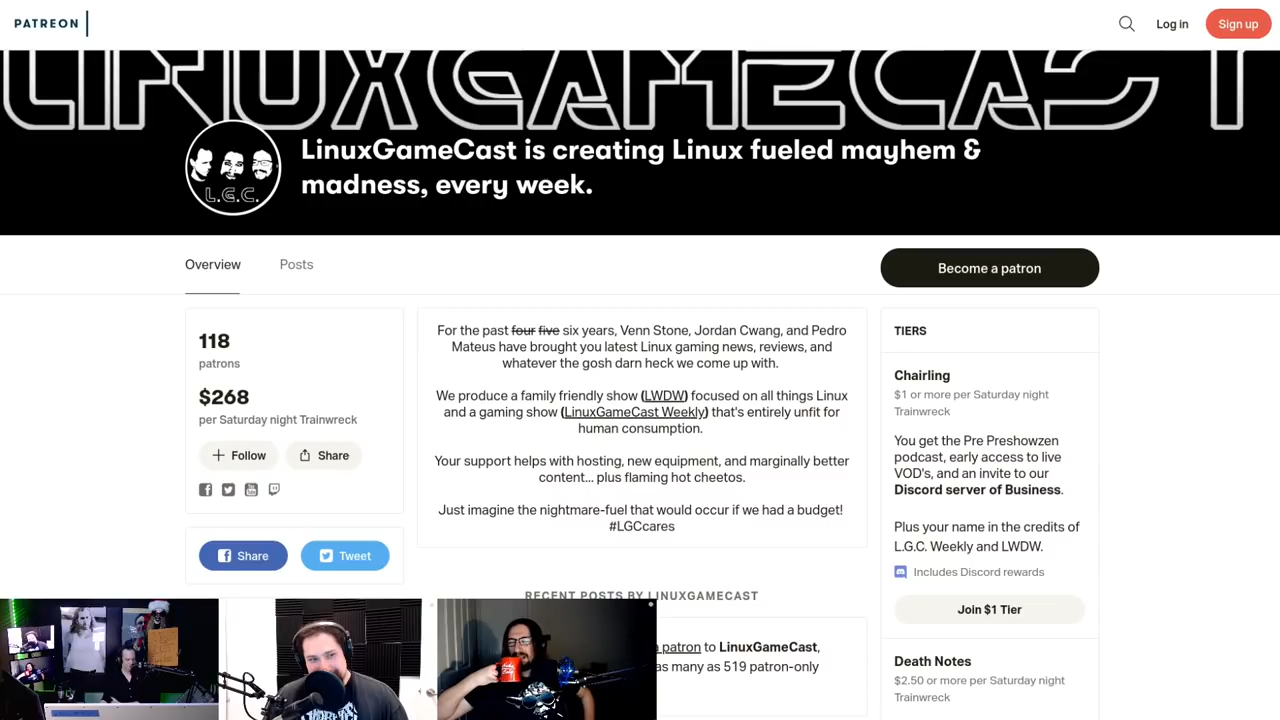 PATREON
Log in
Sign up
LINUXGAMECAST
L.G.C.
LinuxGameCast is creating Linux fueled mayhem &
madness, every week.
Overview
Posts
Become a patron
118
patrons
$268
per Saturday night Trainwreck
Follow
Share
Share
Tweet
For the past four five six years, Venn Stone, Jordan Cwang, and Pedro
Mateus have brought you latest Linux gaming news, reviews, and
whatever the gosh darn heck we come up with.
We produce a family friendly show (LWDW) focused on all things Linux
and a gaming show (LinuxGameCast Weekly) that's entirely unfit for
human consumption.
Your support helps with hosting, new equipment, and marginally better
content... plus flaming hot cheetos.
Just imagine the nightmare-fuel that would occur if we had a budget!
#LGCcares
RECENT POSTS BY LINUXGAMECAST
a patron to LinuxGameCast,
as many as 519 patron-only
TIERS
Chairling
$1 or more per Saturday night
Trainwreck
You get the Pre Preshowzen
podcast, early access to live
VOD's, and an invite to our
Discord server of Business.
Plus your name in the credits of
L.G.C. Weekly and LWDW.
Includes Discord rewards
Join $1 Tier
Death Notes
$2.50 or more per Saturday night
Trainwreck